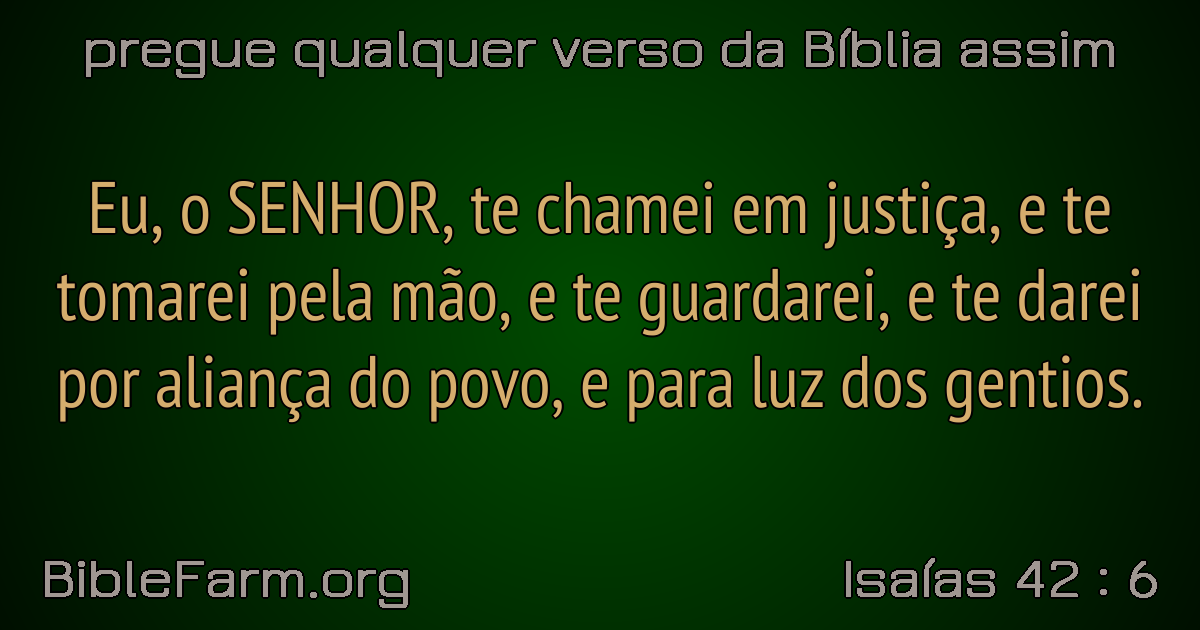 pregue qualquer verso da Bíblia assim
Eu, o SENHOR, te chamei em justiça, e te
tomarei pela mão, e te guardarei, e te darei
por aliança do povo, e para luz dos gentios.
BibleFarm.org
Isaías 42 : 6